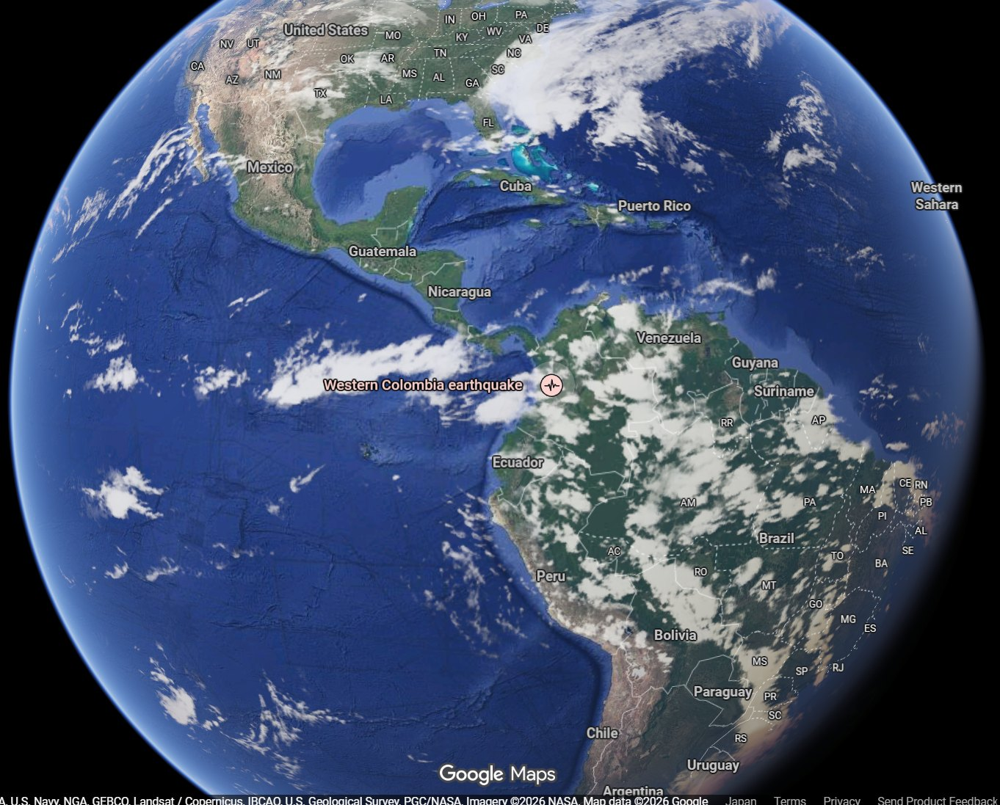 IN
OH
PA
United States
MO
KY
WV
DE
VA
NV
UT
CA
AZ
NM
OK
AR
TN
NC
SC
MS
AL
GA
TX
LA
FL
Mexico
Cuba
Western
Sahara
Puerto Rico
Guatemala
Nicaragua
Venezuela
Guyana
Western Colombia earthquake
Suriname
RR
AP
Ecuador
AM
PA
MA
CE
RN
PB
PI
AL
Brazil
SE
AC
TO
BA
Peru
RO
MT
GO
MG
ES
Bolivia
MS
SP
RJ
Paraguay
PR
SC
Chile
RS
Uruguay
Google Maps
Argentina
A, U.S. Navy, NGA, GEBCO, Landsat / Copernicus, IBCAO, U.S. Geological Survey, PGC/NASA, Imagery ©2026 NASA, Map data ©2026 Google Japan Terms Privacy Send Product Feedback